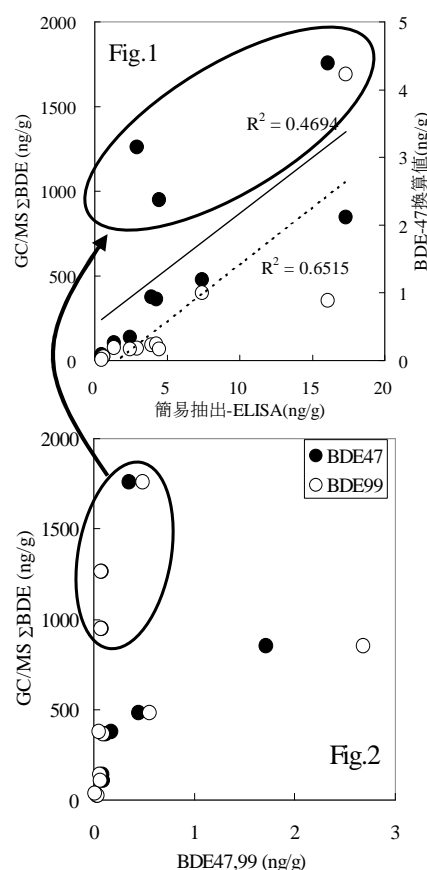 Fig.1
2000
1500
1000
500
0
GC/MS ∑BDE (ng/g)
5
4
3
2
1
0
BDE-47換算値(ng/g)
R² = 0.4694
R² = 0.6515
0
5
10
15
20
簡易抽出-ELISA(ng/g)
2000
1500
1000
500
0
GC/MS ∑BDE (ng/g)
BDE47
BDE99
Fig.2
0
1
2
3
BDE47,99 (ng/g)